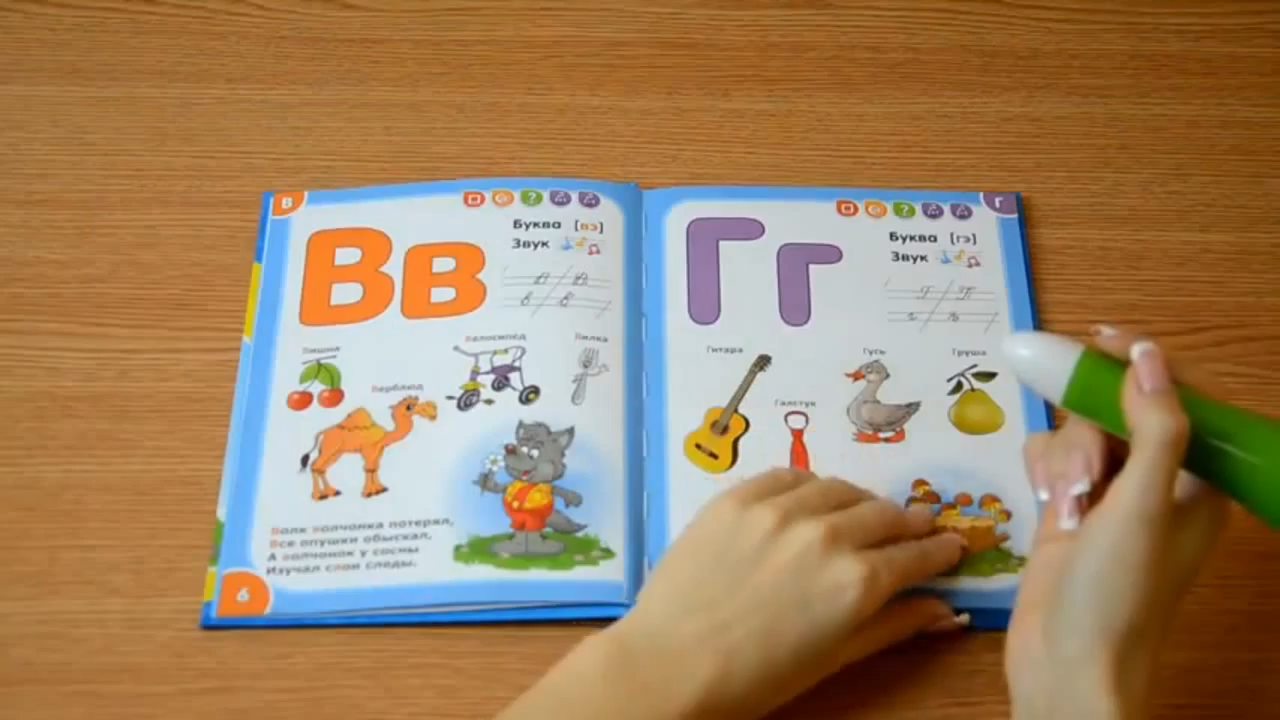 В
Вв
Буква [вэ]
Звук
Вишня
Верблюд
Велосипед
Вилка
Волк волчонка потерял,
Все опушки обыскал,
А волчонок у сосны
Изучал свои следы.
6
Г
Гг
Буква [гэ]
Звук
Гитара
Галстук
Гусь
Груша